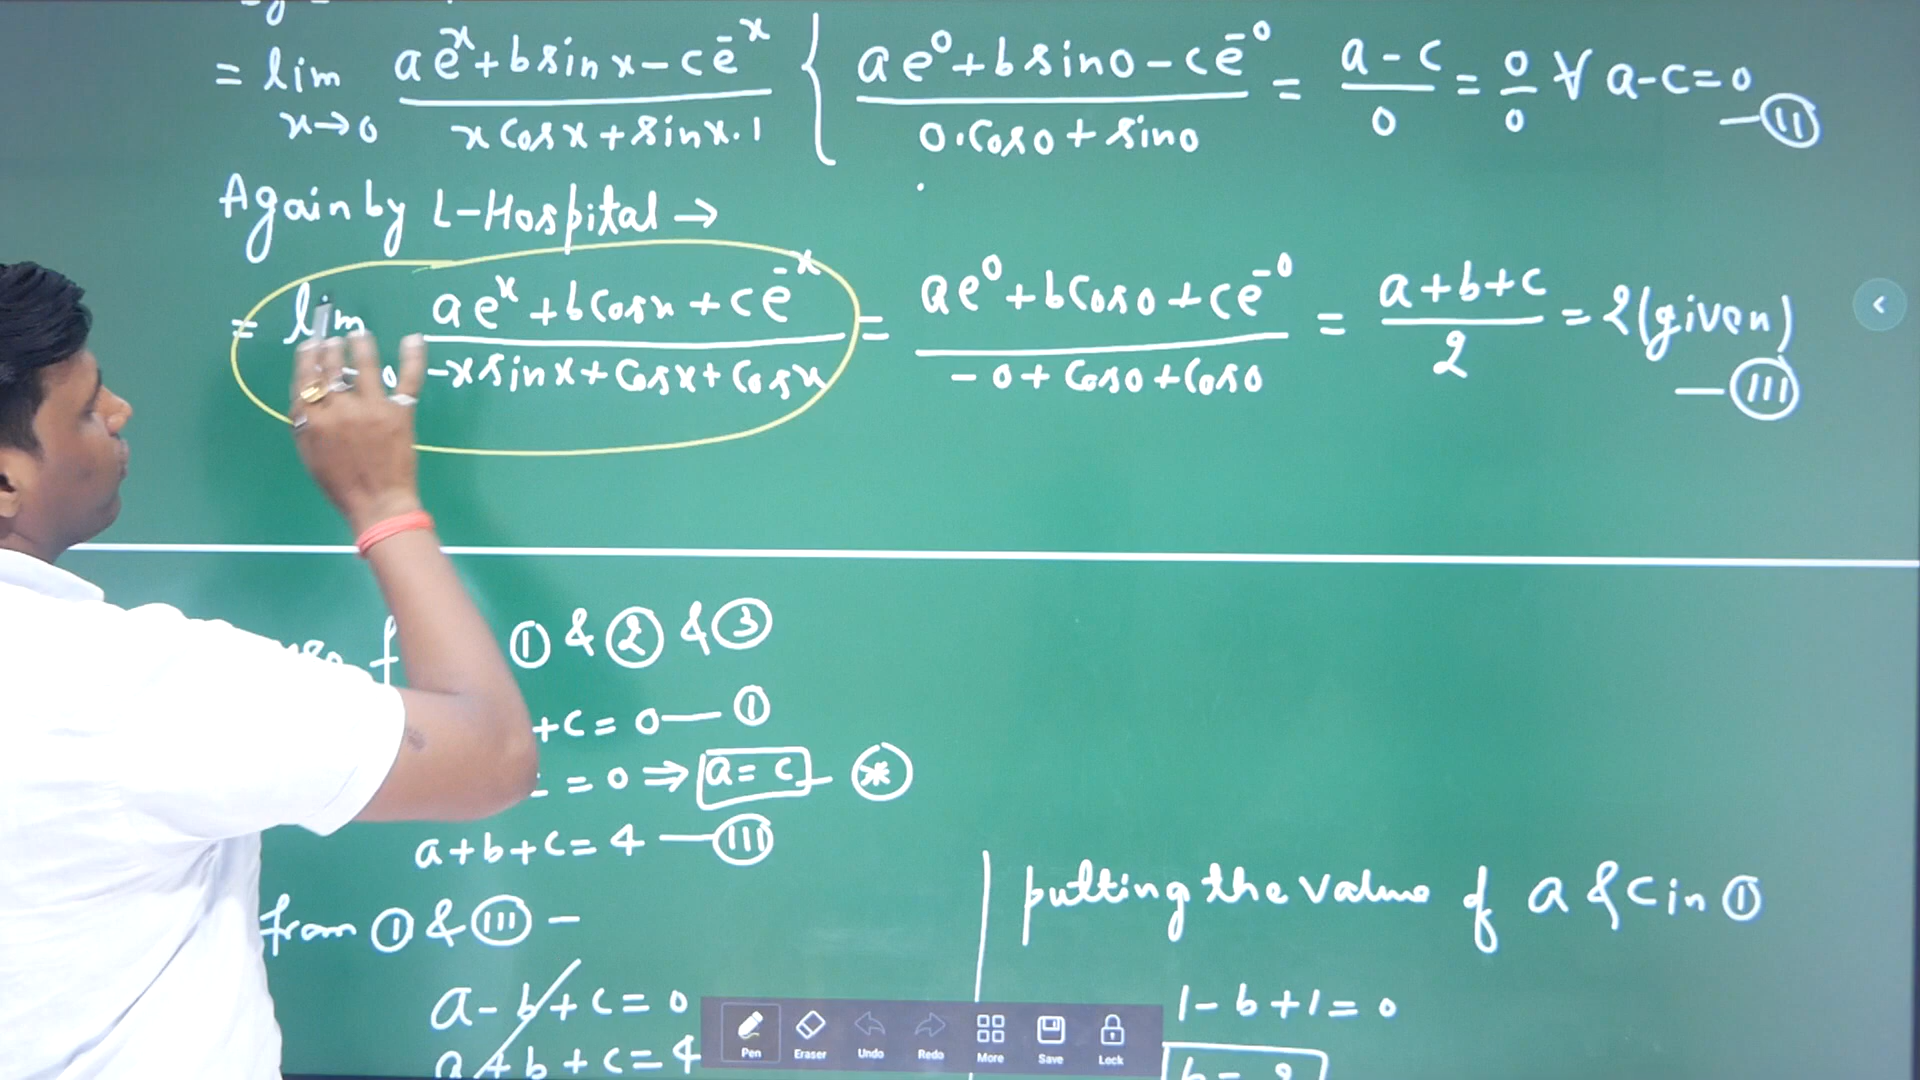 = lim x→0 (ae^x + b sin x − ce^-x)/(x cos x + sin x . 1) { (ae^0 + b sin 0 − ce^-0)/(0.cos 0 + sin 0) = (a − c)/0 = 0/0 ∀ a−c=0 —(II)
Again by L-Hospital →
= lim (ae^x + b cos x + ce^-x)/(−x sin x + cos x + cos x) = (ae^0 + b cos 0 + ce^-0)/(−0 + cos 0 + cos 0) = (a+b+c)/2 = 2 (given)
—(III)
① & ② & ③
+c = 0 — ①
= 0 ⇒ a = c — (*)
a+b+c = 4 — (III)
from ① & (III) −
a − b + c = 0
a + b + c = 4
putting the value of a & c in ①
1 − b + 1 = 0
b = 2
Pen Eraser Undo Redo More Save Lock